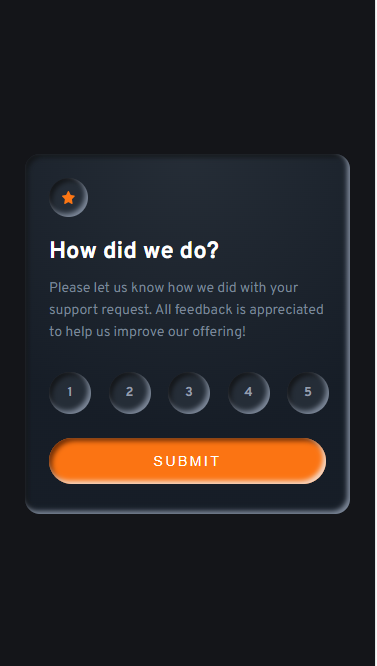 How did we do?
Please let us know how we did with your
support request. All feedback is appreciated
to help us improve our offering!
1 2 3 4 5
SUBMIT